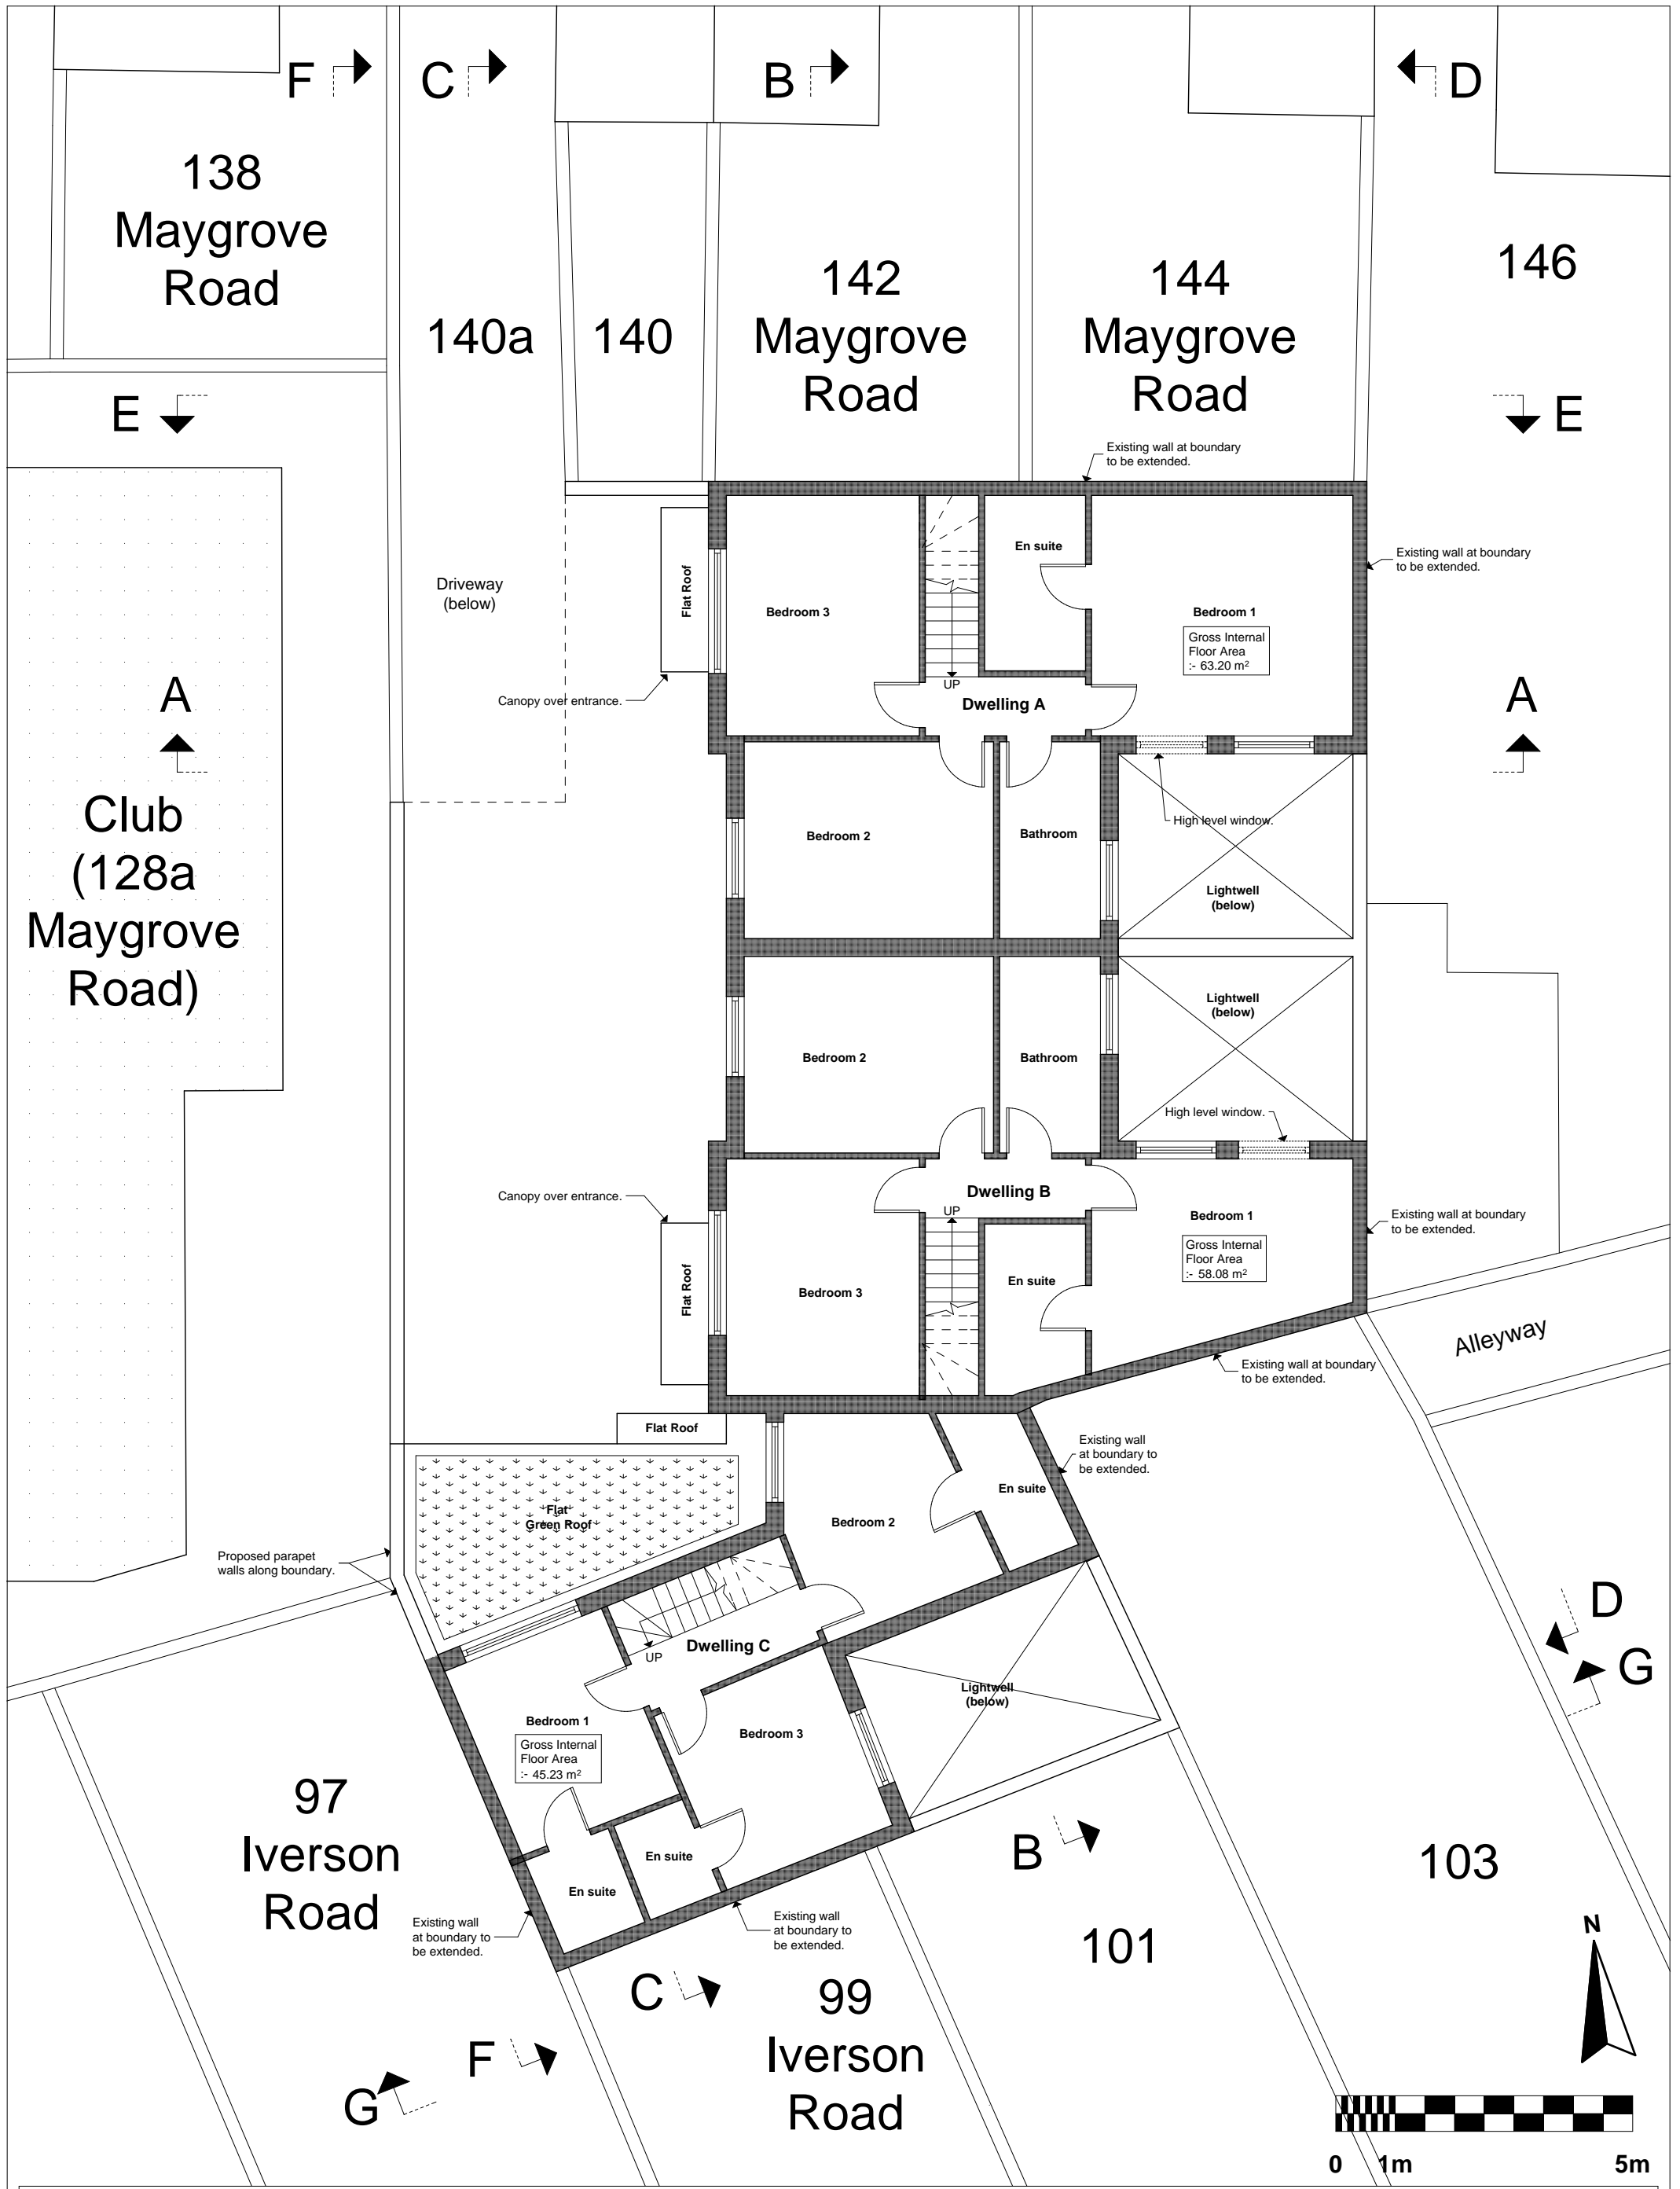 F
C
B
D
138
Maygrove
Road
140a
140
142
Maygrove
Road
144
Maygrove
Road
146
E
E
Existing wall at boundary
to be extended.
Existing wall at boundary
to be extended.
Driveway
(below)
Flat Roof
Bedroom 3
En suite
Bedroom 1
Gross Internal
Floor Area
:- 63.20 m²
UP
Dwelling A
Canopy over entrance.
A
A
Club
(128a
Maygrove
Road)
Bedroom 2
Bathroom
High level window.
Lightwell
(below)
Lightwell
(below)
Bedroom 2
Bathroom
High level window.
Canopy over entrance.
Dwelling B
UP
Bedroom 1
Gross Internal
Floor Area
:- 58.08 m²
Existing wall at boundary
to be extended.
Flat Roof
Bedroom 3
En suite
Alleyway
Existing wall at boundary
to be extended.
Flat Roof
Existing wall
at boundary to
be extended.
En suite
Flat
Green Roof
Bedroom 2
Proposed parapet
walls along boundary.
Dwelling C
UP
Lightwell
(below)
D
G
Bedroom 1
Gross Internal
Floor Area
:- 45.23 m²
Bedroom 3
97
Iverson
Road
En suite
En suite
B
103
Existing wall
at boundary to
be extended.
Existing wall
at boundary to
be extended.
101
N
C
99
Iverson
Road
F
G
0 1m 5m